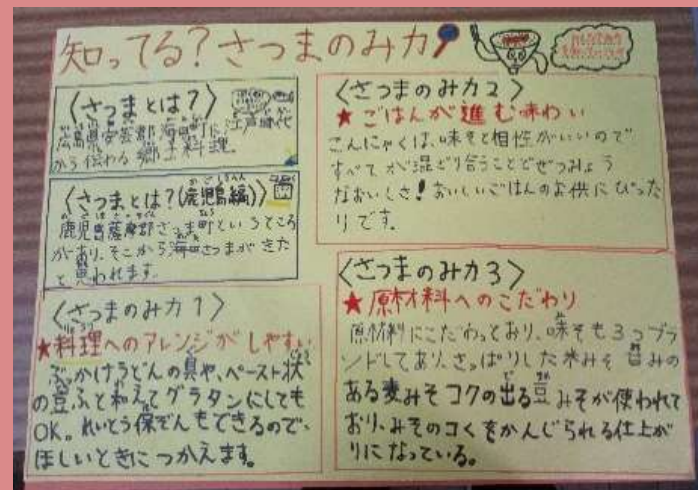 知ってる？さつまのみカ
〈さつまとは？〉
広島県安芸郡海田町に江戸時代
から伝わる郷土料理
〈さつまとは？(鹿児島編)〉
鹿児島薩摩郡さつま町というところ
があり、そこから海田さつまがきた
と思われます。
〈さつまのみカ1〉
★料理へのアレンジがしやすい
ぶっかけうどんの具や、ペースト状
の豆ふと和えてグラタンにしても
OK。れいとう保ぞんもできるので、
ほしいときにつかえます。
〈さつまのみカ2〉
★ごはんが進む味わい
こんにゃくは、味そと相性がいいので
すべてが混ざり合うことでぜつみょう
なおいしさ！おいしいごはんのお供にぴった
りです。
〈さつまのみカ3〉
★原材料へのこだわり
原材料にこだわっており、味そも3つブラ
ンドしてあり、さっぱりした米みそ 甘みの
ある麦みそ コクの出る豆みそが使われて
おり、みそのコくをかんじられる仕上が
りになっている。